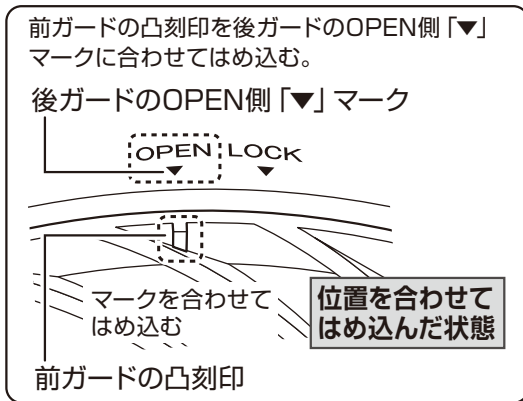 前ガードの凸刻印を後ガードのOPEN側「▼」
マークに合わせてはめ込む。
後ガードのOPEN側「▼」マーク
OPEN LOCK
▼ ▼
マークを合わせて
はめ込む
位置を合わせて
はめ込んだ状態
前ガードの凸刻印